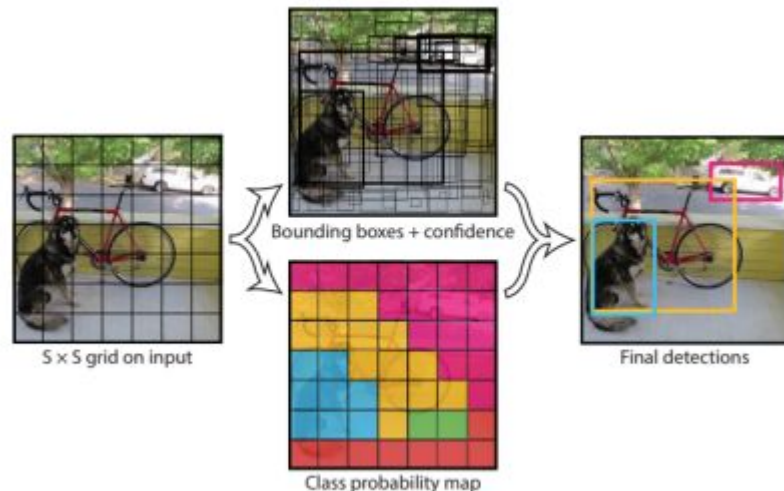 S × S grid on input
Bounding boxes + confidence
Class probability map
Final detections